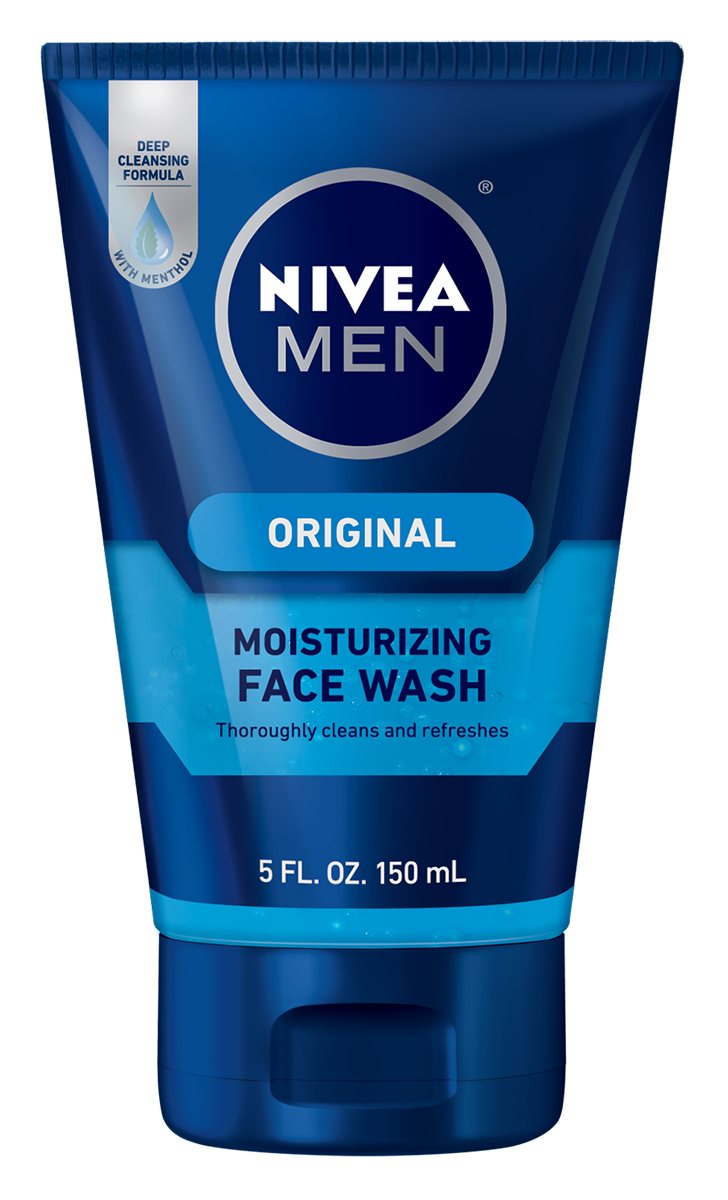 DEEP
CLEANSING
FORMULA
WITH MENTHOL
®
NIVEA
MEN
ORIGINAL
MOISTURIZING
FACE WASH
Thoroughly cleans and refreshes
5 FL. OZ. 150 mL